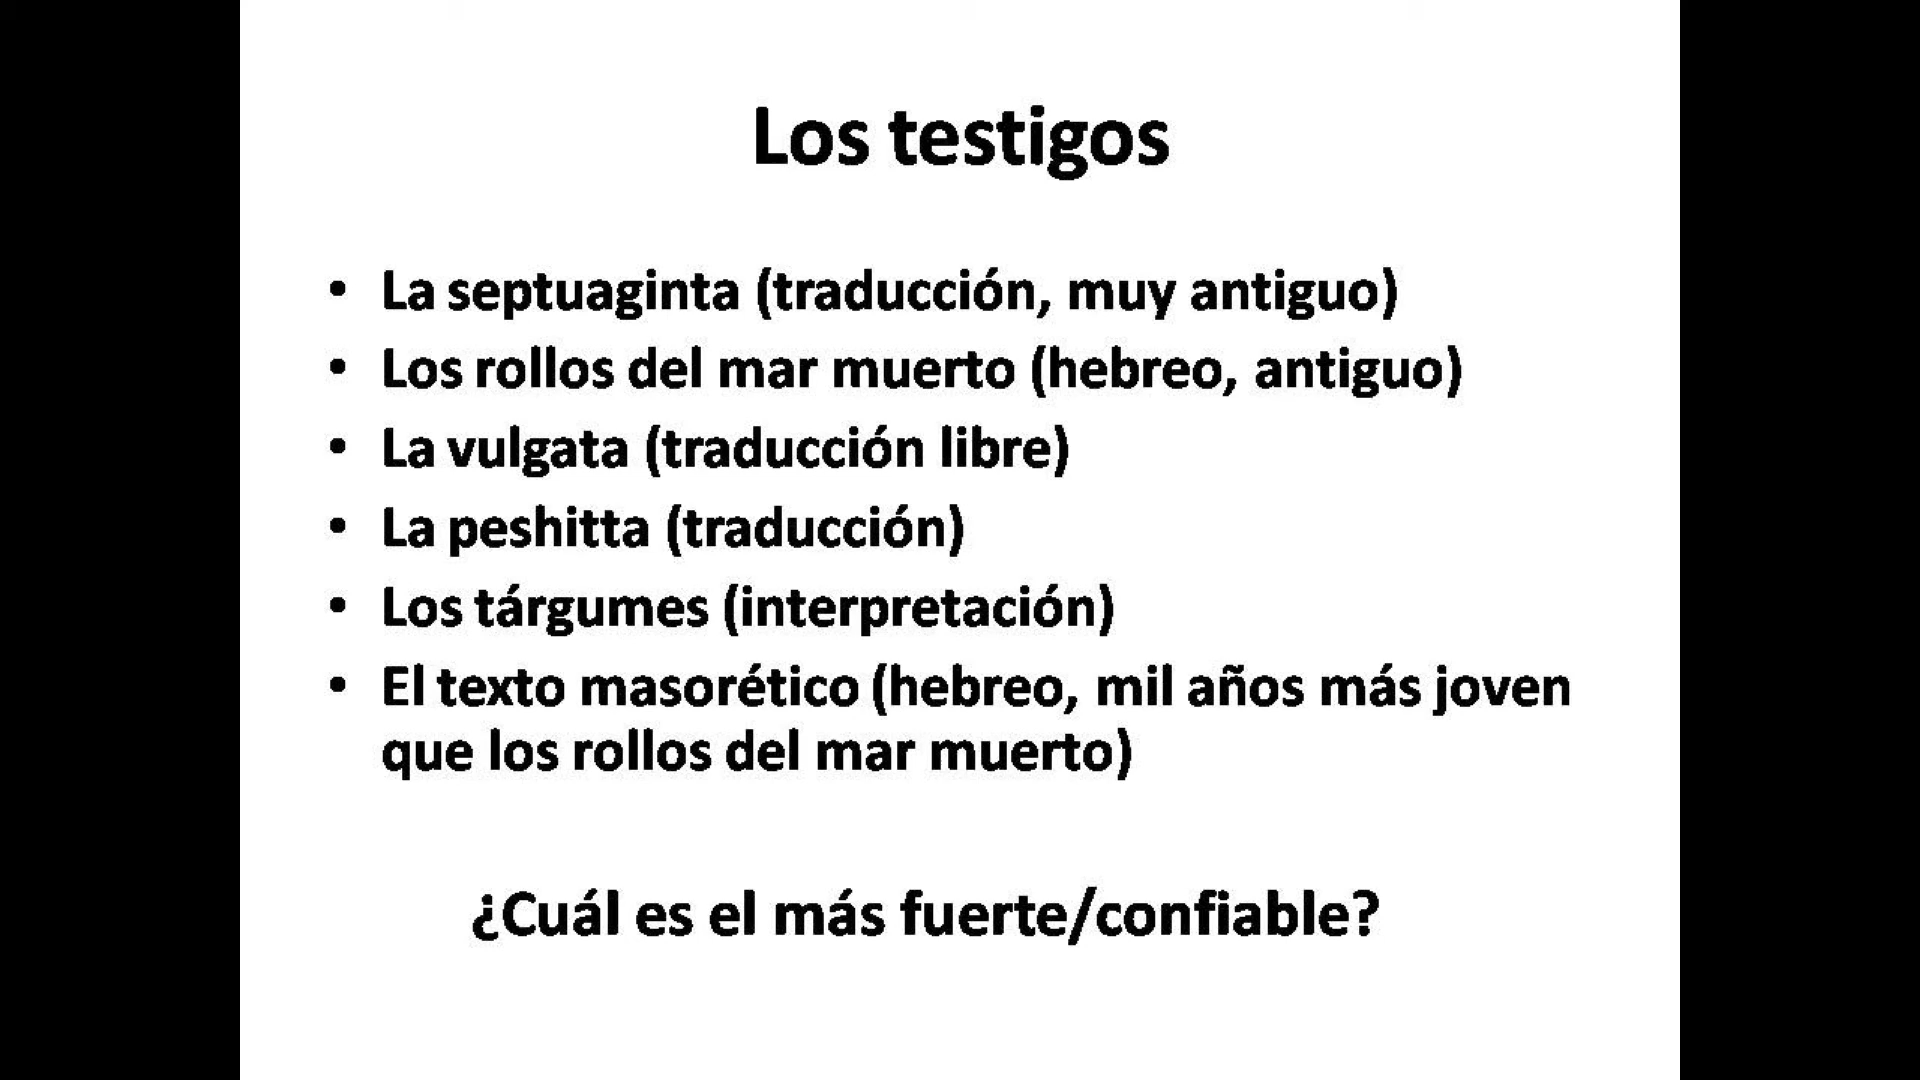 Los testigos
• La septuaginta (traducción, muy antiguo)
• Los rollos del mar muerto (hebreo, antiguo)
• La vulgata (traducción libre)
• La peshitta (traducción)
• Los tárgumes (interpretación)
• El texto masorético (hebreo, mil años más joven
que los rollos del mar muerto)
¿Cuál es el más fuerte/confiable?